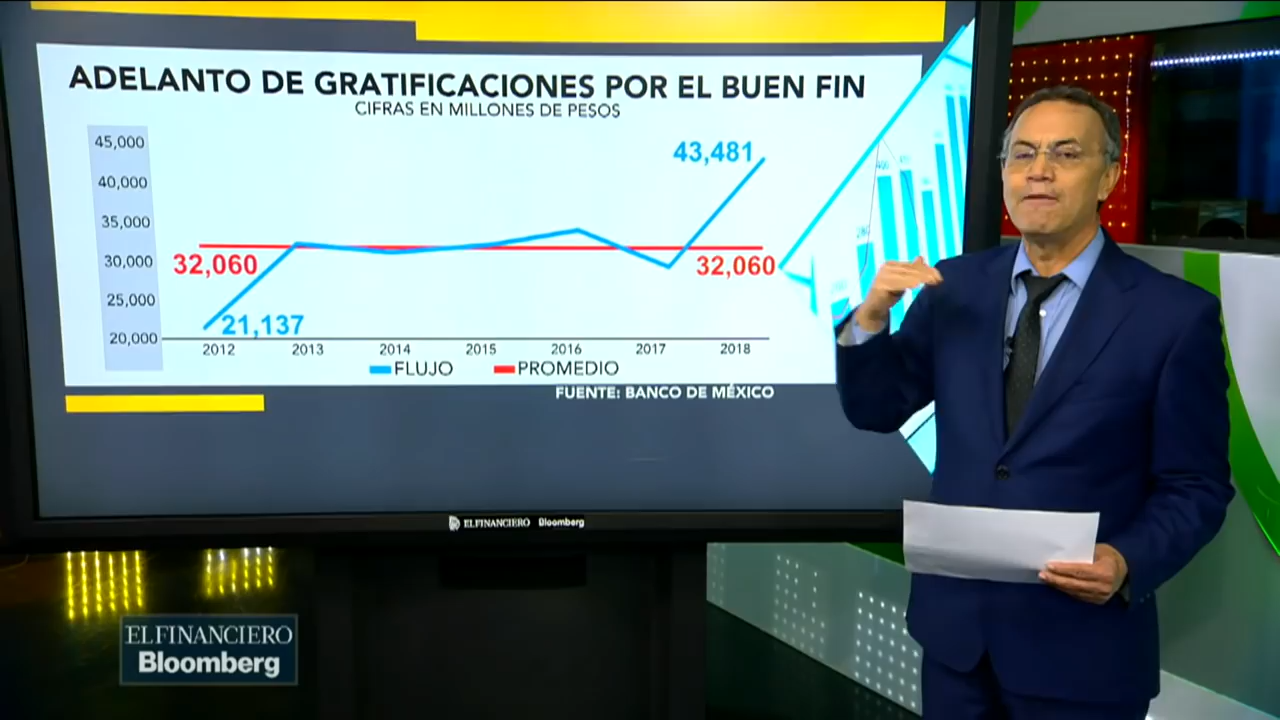 ADELANTO DE GRATIFICACIONES POR EL BUEN FIN
CIFRAS EN MILLONES DE PESOS
45,000
40,000
35,000
30,000
25,000
20,000
43,481
32,060
32,060
21,137
2012 2013 2014 2015 2016 2017 2018
FLUJO PROMEDIO
FUENTE: BANCO DE MÉXICO
EL FINANCIERO Bloomberg
EL FINANCIERO
Bloomberg